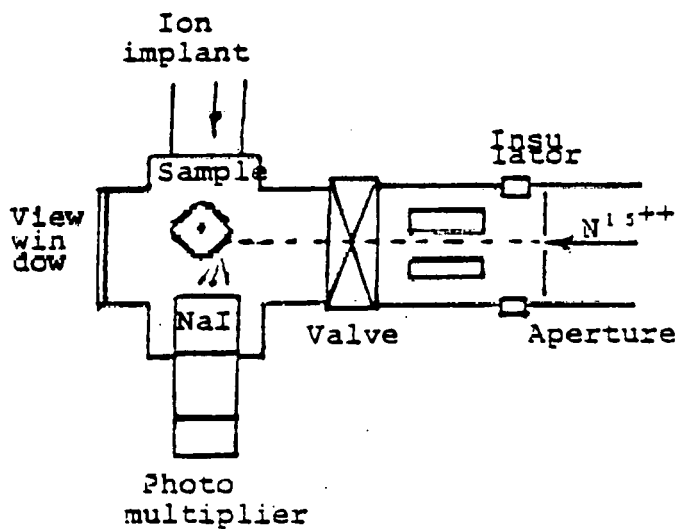 Ion
implant
Sample
Insu
lator
View
win
dow
N15++
NaI
Valve
Aperture
Photo
multiplier